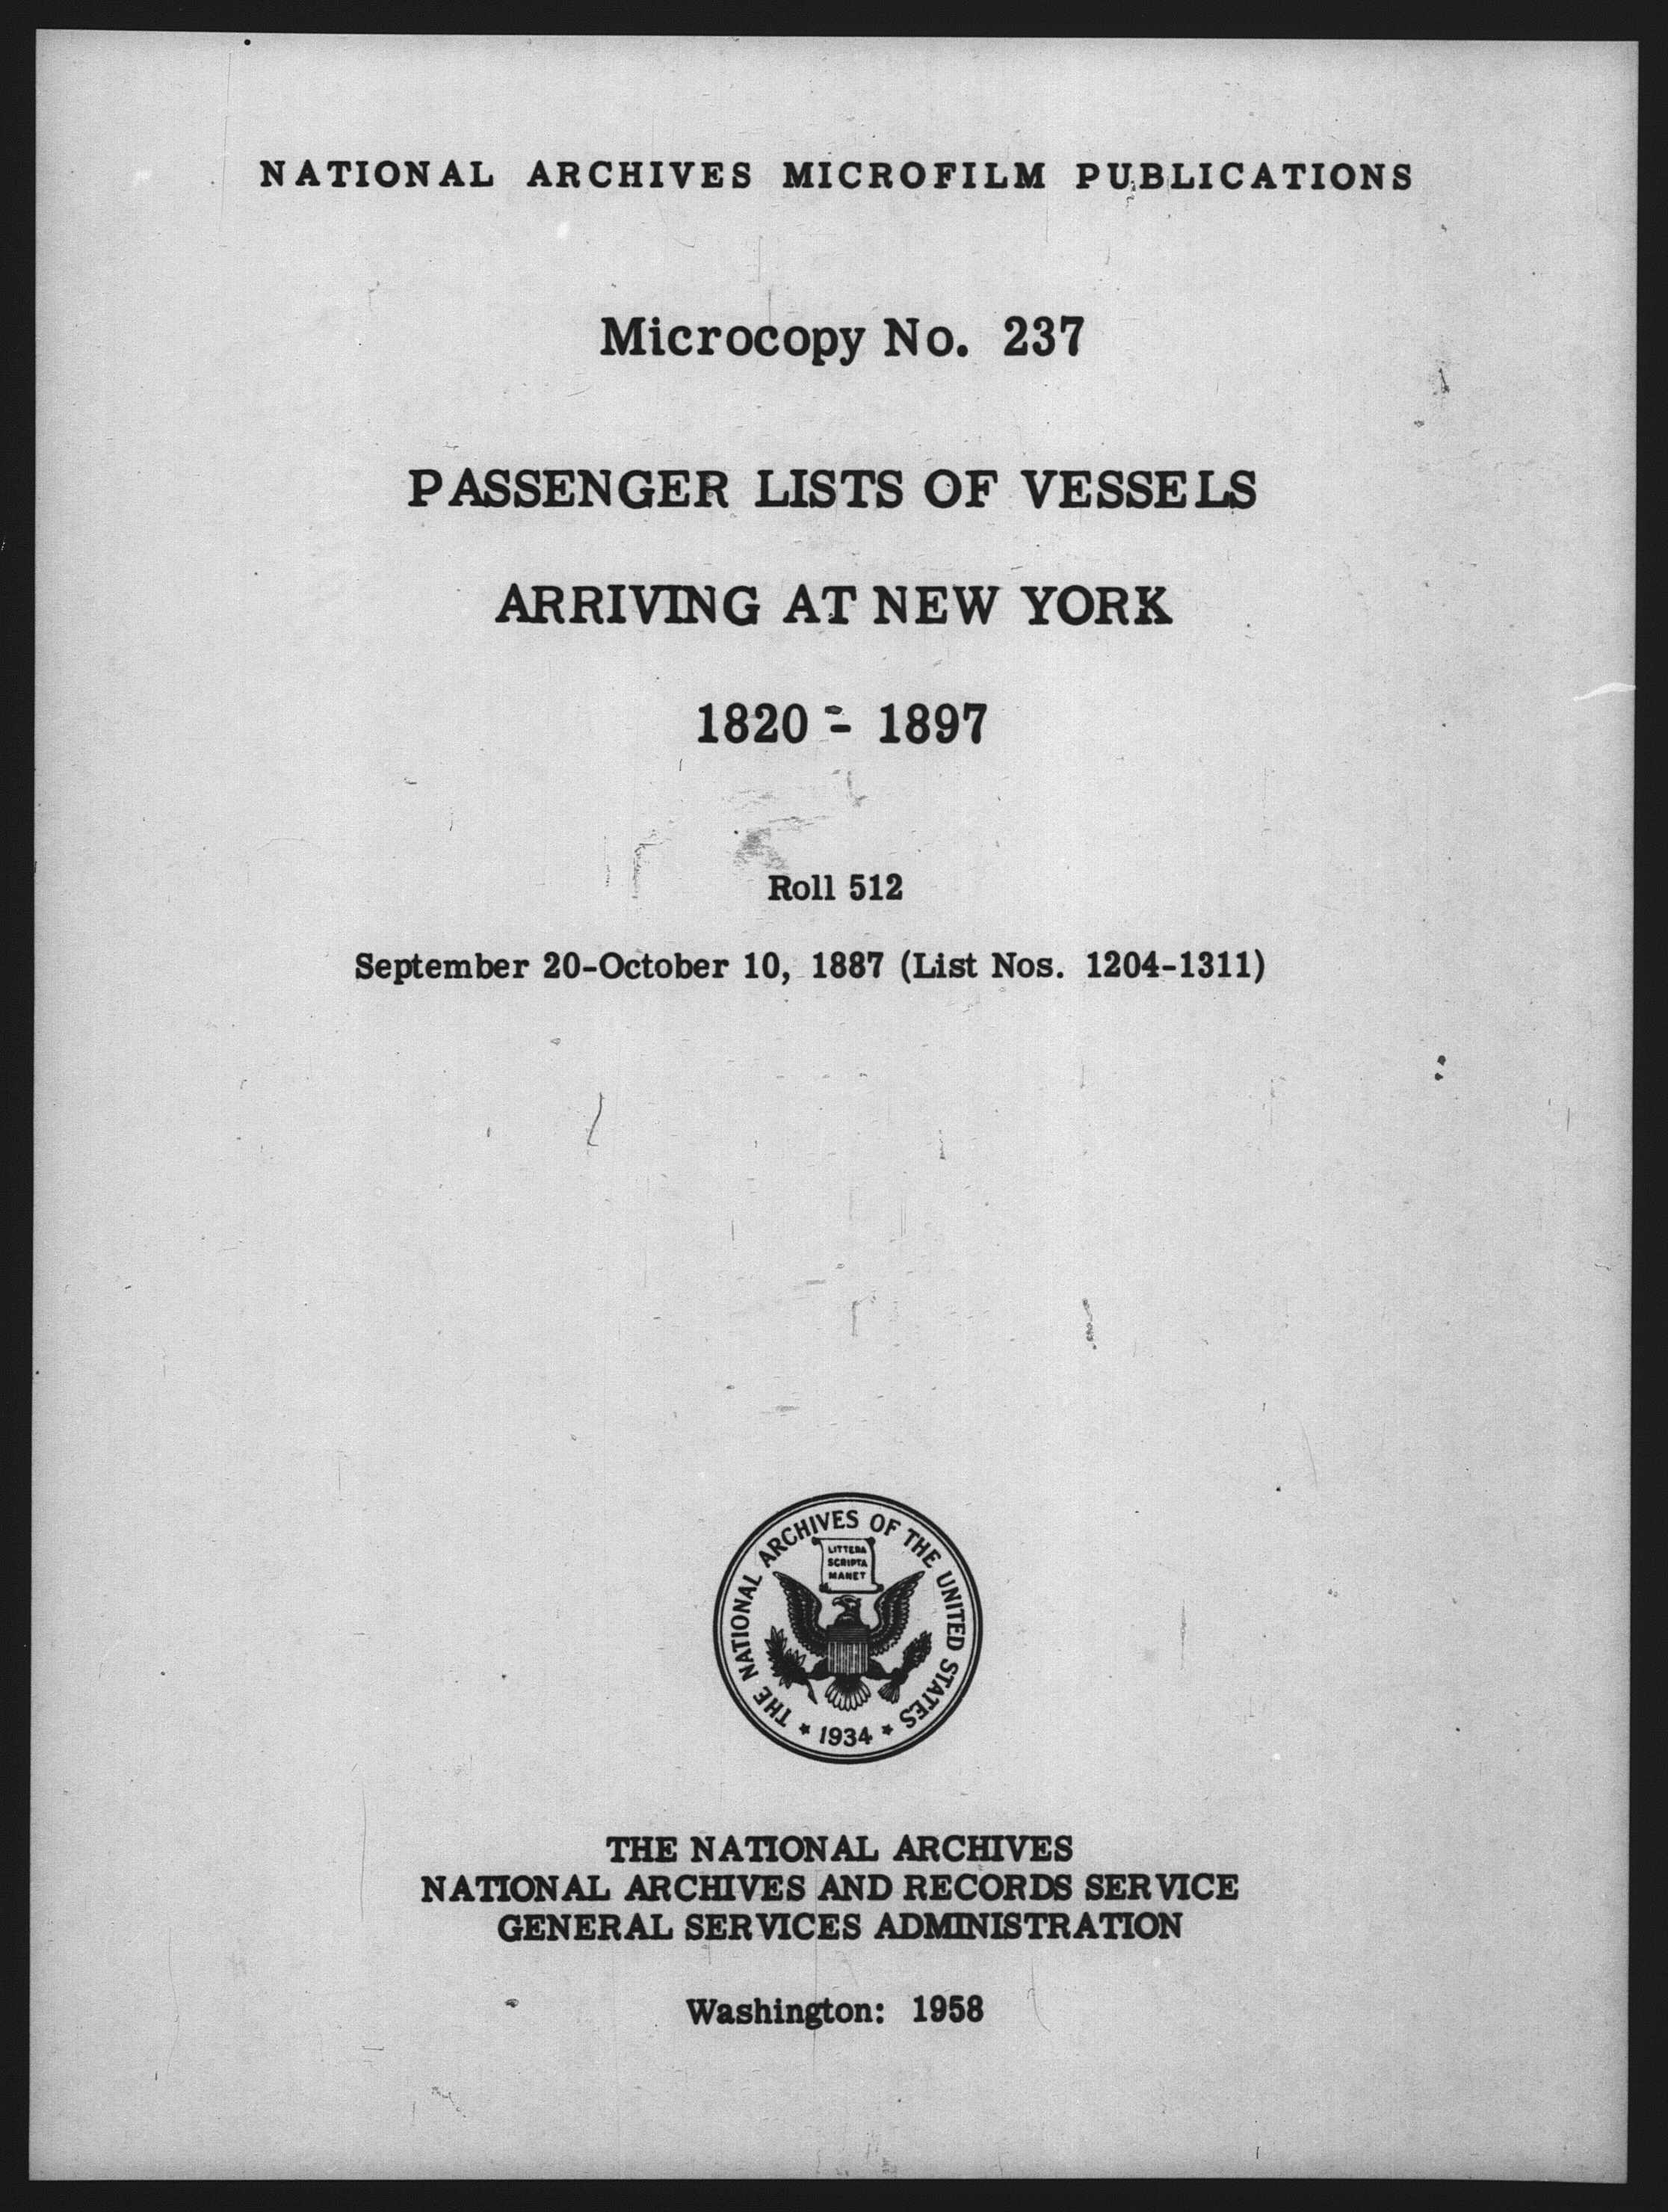 NATIONAL ARCHIVES MICROFILM PUBLICATIONS
Microcopy No. 237
PASSENGER LISTS OF VESSELS
ARRIVING AT NEW YORK
1820 - 1897
Roll 512
September 20-October 10, 1887 (List Nos. 1204-1311)
THE NATIONAL ARCHIVES OF THE UNITED STATES
LITTERA
SCRIPTA
MANET
* 1934 *
THE NATIONAL ARCHIVES
NATIONAL ARCHIVES AND RECORDS SERVICE
GENERAL SERVICES ADMINISTRATION
Washington: 1958